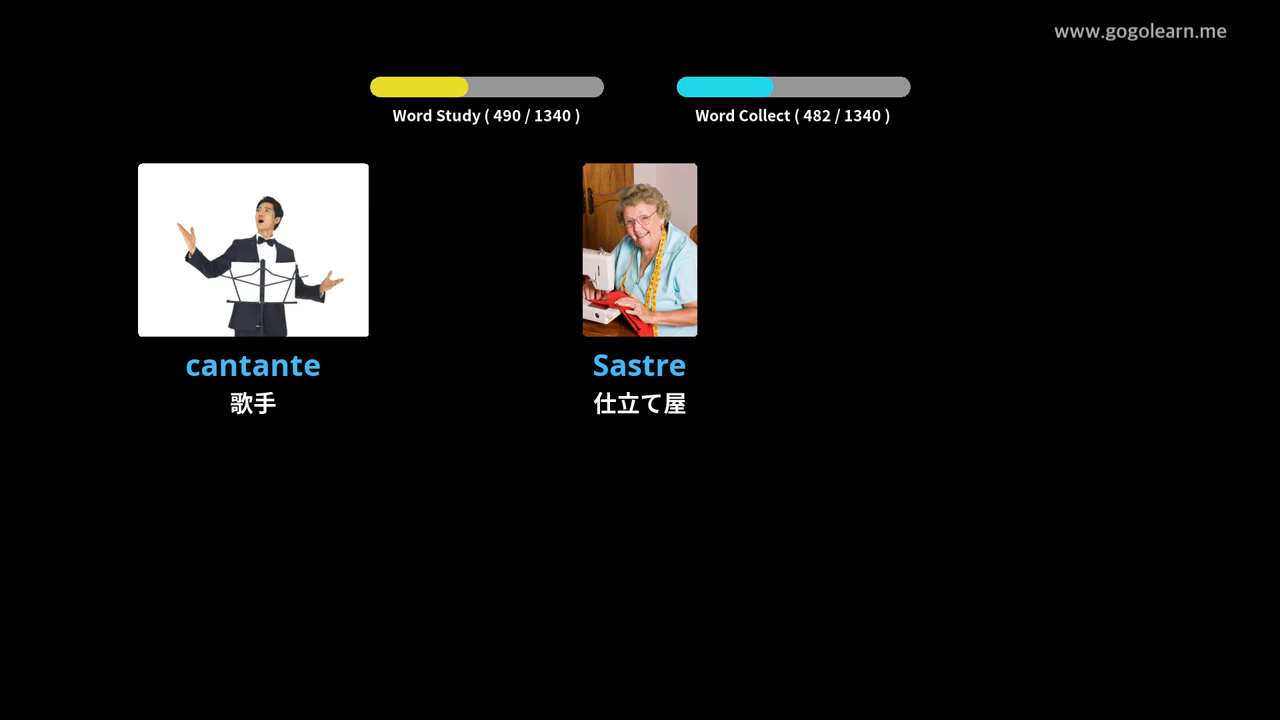 www.gogolearn.me
Word Study ( 490 / 1340 )
Word Collect ( 482 / 1340 )
cantante
歌手
Sastre
仕立て屋